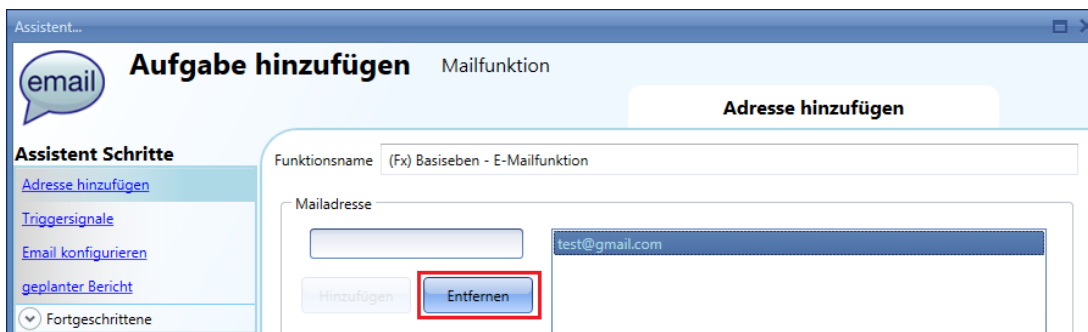 Assistent...
email
Aufgabe hinzufügen Mailfunktion
Adresse hinzufügen
Assistent Schritte
Adresse hinzufügen
Triggersignale
Email konfigurieren
geplanter Bericht
Fortgeschrittene
Funktionsname (Fx) Basiseben - E-Mailfunktion
Mailadresse
test@gmail.com
Hinzufügen Entfernen